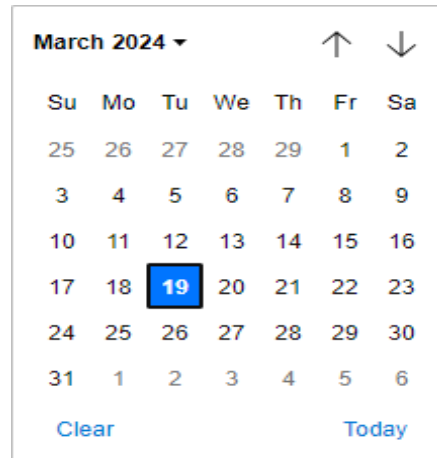 March 2024
Su Mo Tu We Th Fr Sa
25 26 27 28 29 1 2
3 4 5 6 7 8 9
10 11 12 13 14 15 16
17 18 19 20 21 22 23
24 25 26 27 28 29 30
31 1 2 3 4 5 6
Clear Today